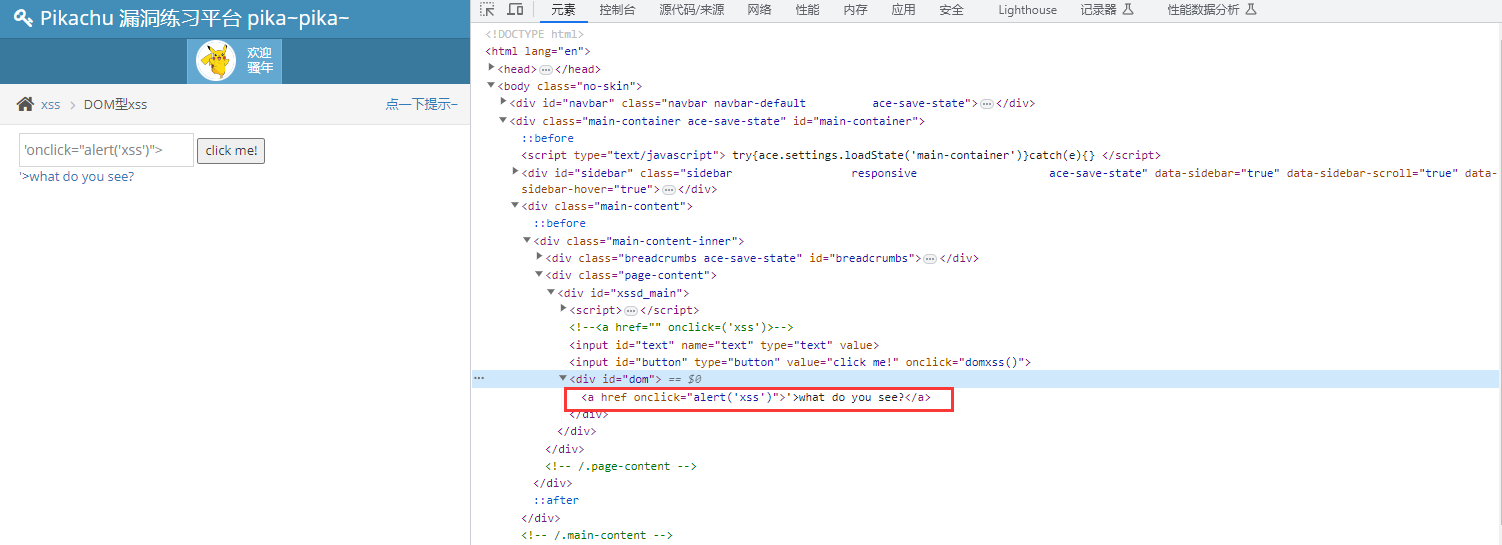 Pikachu 漏洞练习平台 pika~pika~
欢迎
骚年
xss > DOM型xss 点一下提示~
'onclick="alert('xss')"> click me!
'>what do you see?
元素 控制台 源代码/来源 网络 性能 内存 应用 安全 Lighthouse 记录器 性能数据分析
<!DOCTYPE html>
<html lang="en">
<head>…</head>
<body class="no-skin">
<div id="navbar" class="navbar navbar-default ace-save-state">…</div>
<div class="main-container ace-save-state" id="main-container">
::before
<script type="text/javascript"> try{ace.settings.loadState('main-container')}catch(e){} </script>
<div id="sidebar" class="sidebar responsive ace-save-state" data-sidebar="true" data-sidebar-scroll="true" data-
sidebar-hover="true">…</div>
<div class="main-content">
::before
<div class="main-content-inner">
<div class="breadcrumbs ace-save-state" id="breadcrumbs">…</div>
<div class="page-content">
<div id="xssd_main">
<script>…</script>
<!--<a href="" onclick=('xss')>-->
<input id="text" name="text" type="text" value>
<input id="button" type="button" value="click me!" onclick="domxss()">
… <div id="dom"> == $0
<a href onclick="alert('xss')">'>what do you see?</a>
</div>
</div>
</div>
<!-- /.page-content -->
</div>
::after
</div>
<!-- /.main-content -->